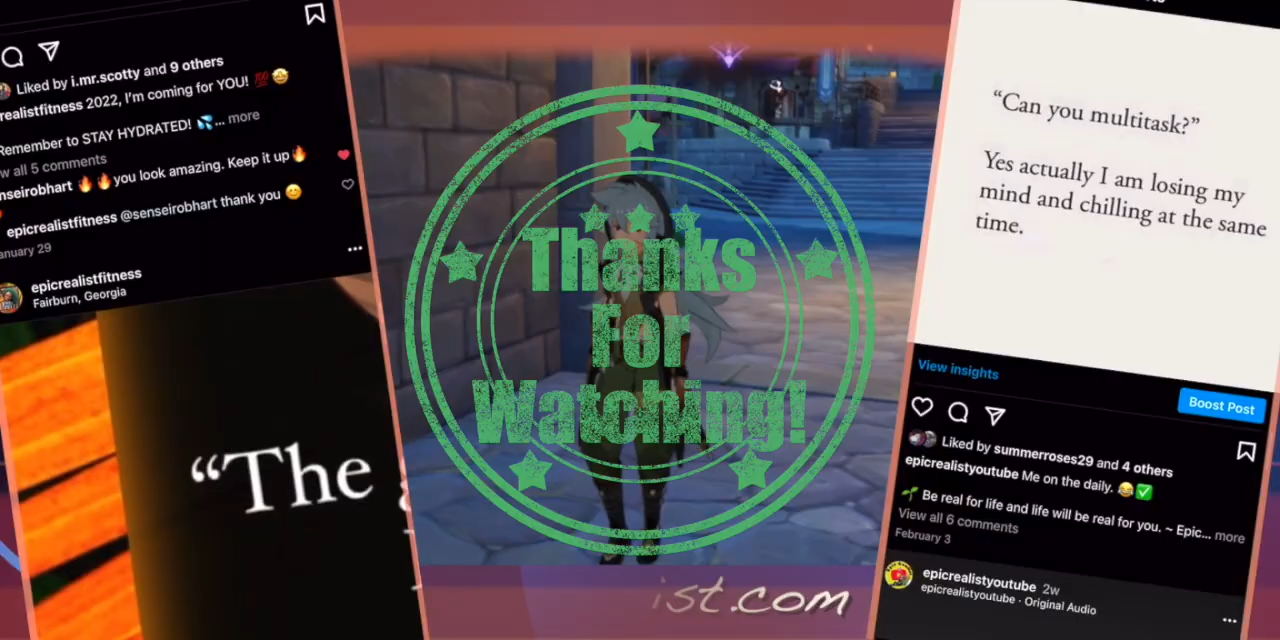 Liked by i.mr.scotty and 9 others
realistfitness 2022, I'm coming for YOU! 💯🤩
Remember to STAY HYDRATED! 💦... more
w all 5 comments
nseirobhart 🔥🔥you look amazing. Keep it up🔥
epicrealistfitness @senseirobhart thank you 😊
anuary 29
epicrealistfitness
Fairburn, Georgia
“The
Thanks
For
Watching!
ist.com
“Can you multitask?”
Yes actually I am losing my
mind and chilling at the same
time.
View insights
Boost Post
Liked by summerroses29 and 4 others
epicrealistyoutube Me on the daily. 😂✅
🌱 Be real for life and life will be real for you. ~ Epic... more
View all 6 comments
February 3
epicrealistyoutube 2w
epicrealistyoutube · Original Audio